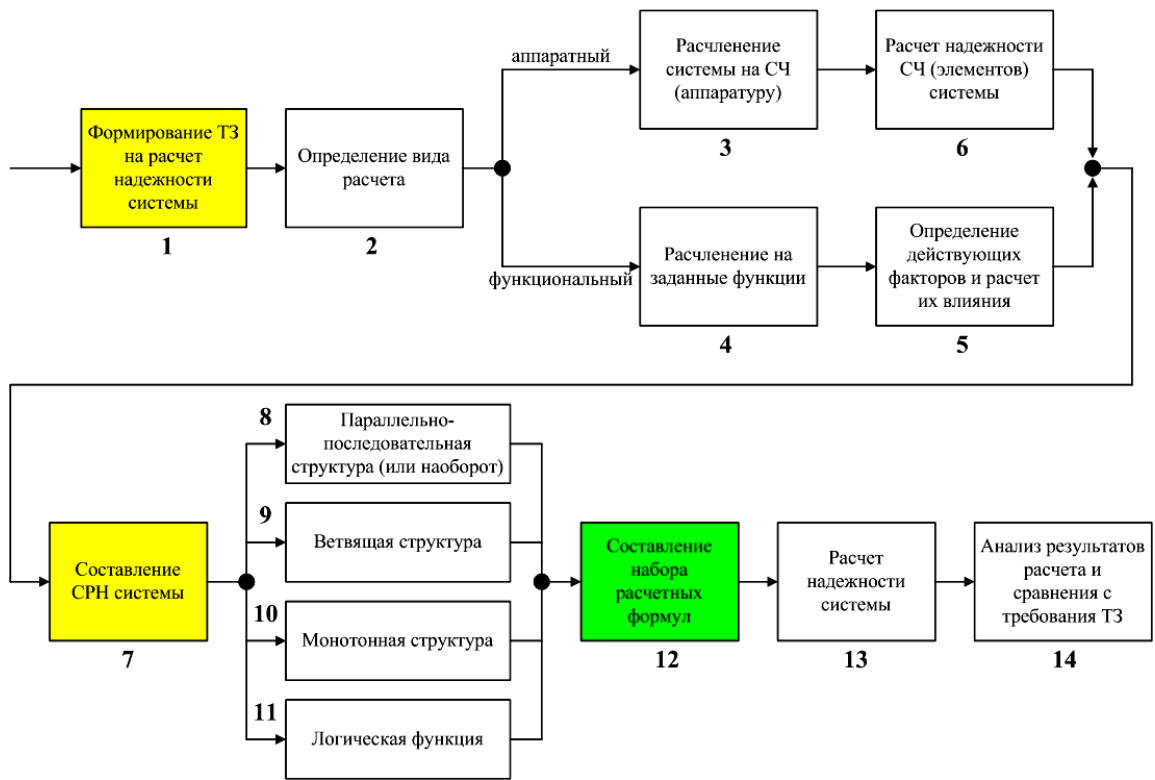 аппаратный
Расчленение
системы на СЧ
(аппаратуру)
3
Расчет надежности
СЧ (элементов)
системы
6
Формирование ТЗ
на расчет
надежности
системы
1
Определение вида
расчета
2
функциональный
Расчленение на
заданные функции
4
Определение
действующих
факторов и расчет
их влияния
5
Составление
СРН системы
7
8
Параллельно-
последовательная
структура (или наоборот)
9
Ветвящая структура
10
Монотонная структура
11
Логическая функция
Составление
набора
расчетных
формул
12
Расчет
надежности
системы
13
Анализ результатов
расчета и
сравнения с
требования ТЗ
14